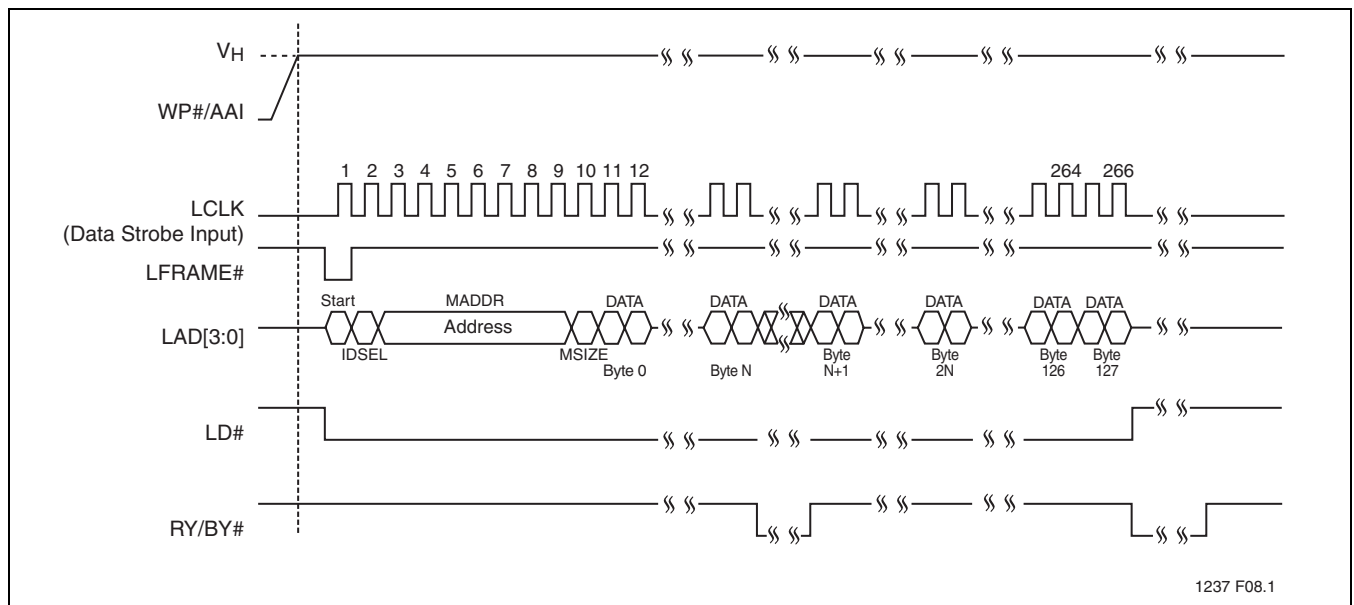 VH
WP#/AAI
1 2 3 4 5 6 7 8 9 10 11 12 264 266
LCLK
(Data Strobe Input)
LFRAME#
Start MADDR DATA DATA DATA DATA DATA DATA
LAD[3:0] Address
IDSEL MSIZE Byte 0 Byte N Byte N+1 Byte 2N Byte 126 Byte 127
LD#
RY/BY#
1237 F08.1